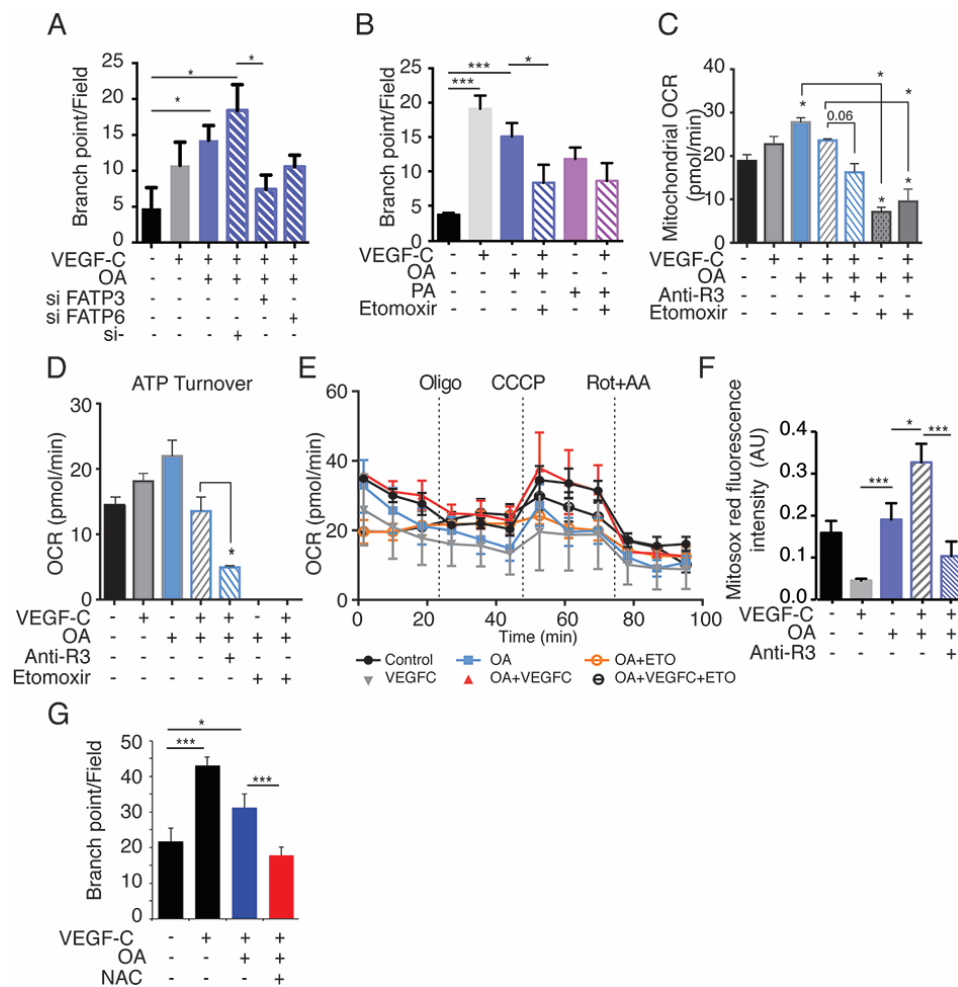 A
Branch point/Field
25
20
15
10
5
0
*
*
*
VEGF-C - + + + + +
OA - - + + + +
si FATP3 - - - - + -
si FATP6 - - - - - +
si- - - - + - -
B
Branch point/Field
25
20
15
10
5
0
***
***
*
VEGF-C - + - + - +
OA - - + + - -
PA - - - - + +
Etomoxir - - - + - +
C
Mitochondrial OCR
(pmol/min)
40
30
20
10
0
*
*
*
0.06
*
*
VEGF-C - + - + + - +
OA - - + + + + +
Anti-R3 - - - - + - -
Etomoxir - - - - - + +
D
ATP Turnover
OCR (pmol/min)
30
20
10
0
*
VEGF-C - + - + + - +
OA - - + + + + +
Anti-R3 - - - - + - -
Etomoxir - - - - - + +
E
Oligo CCCP Rot+AA
OCR (pmol/min)
60
40
20
0
0 20 40 60 80 100
Time (min)
Control OA OA+ETO
VEGFC OA+VEGFC OA+VEGFC+ETO
F
Mitosox red fluorescence
intensity (AU)
0.4
0.3
0.2
0.1
0.0
***
*
***
VEGF-C - + - + +
OA - - + + +
Anti-R3 - - - - +
G
Branch point/Field
50
40
30
20
10
0
*
***
***
VEGF-C - + + +
OA - - + +
NAC - - - +